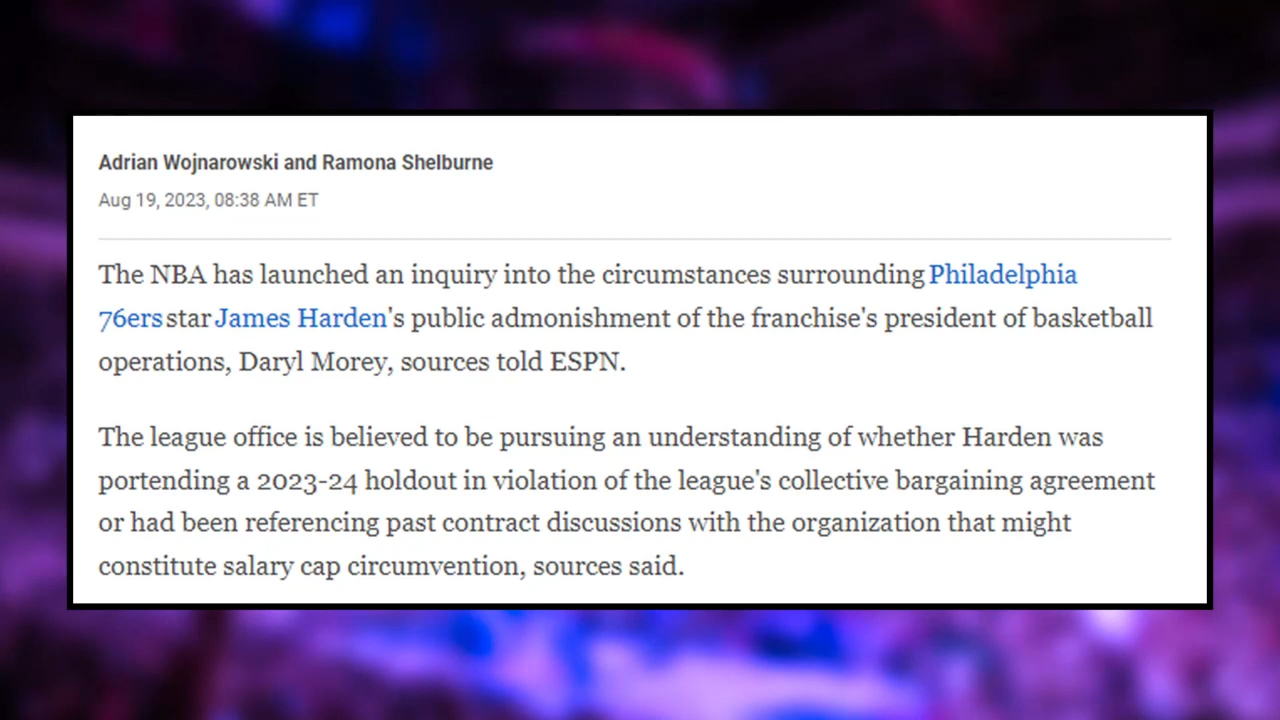 Adrian Wojnarowski and Ramona Shelburne
Aug 19, 2023, 08:38 AM ET
The NBA has launched an inquiry into the circumstances surrounding Philadelphia
76ers star James Harden's public admonishment of the franchise's president of basketball
operations, Daryl Morey, sources told ESPN.
The league office is believed to be pursuing an understanding of whether Harden was
portending a 2023-24 holdout in violation of the league's collective bargaining agreement
or had been referencing past contract discussions with the organization that might
constitute salary cap circumvention, sources said.